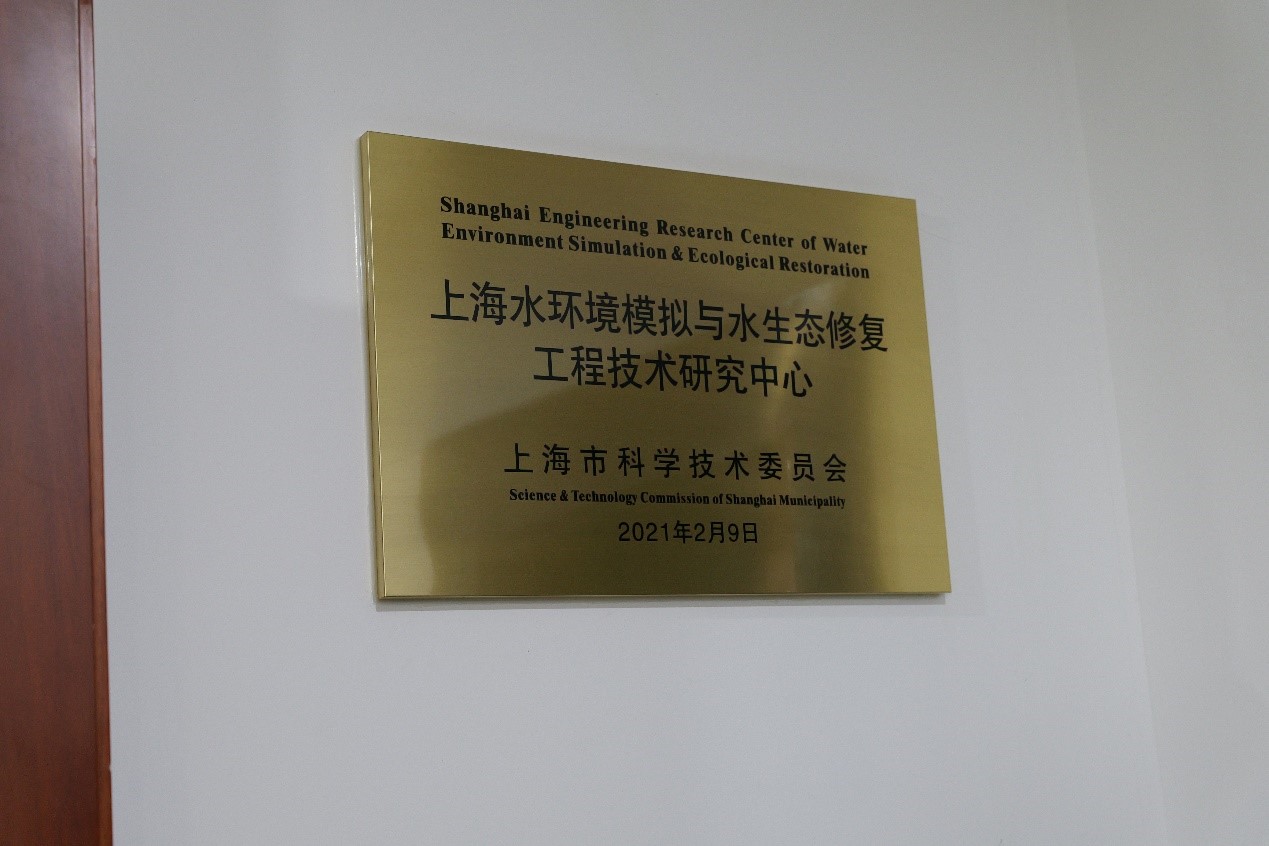 Shanghai Engineering Research Center of Water
Environment Simulation & Ecological Restoration
上海水环境模拟与水生态修复
工程技术研究中心
上海市科学技术委员会
Science & Technology Commission of Shanghai Municipality
2021年2月9日